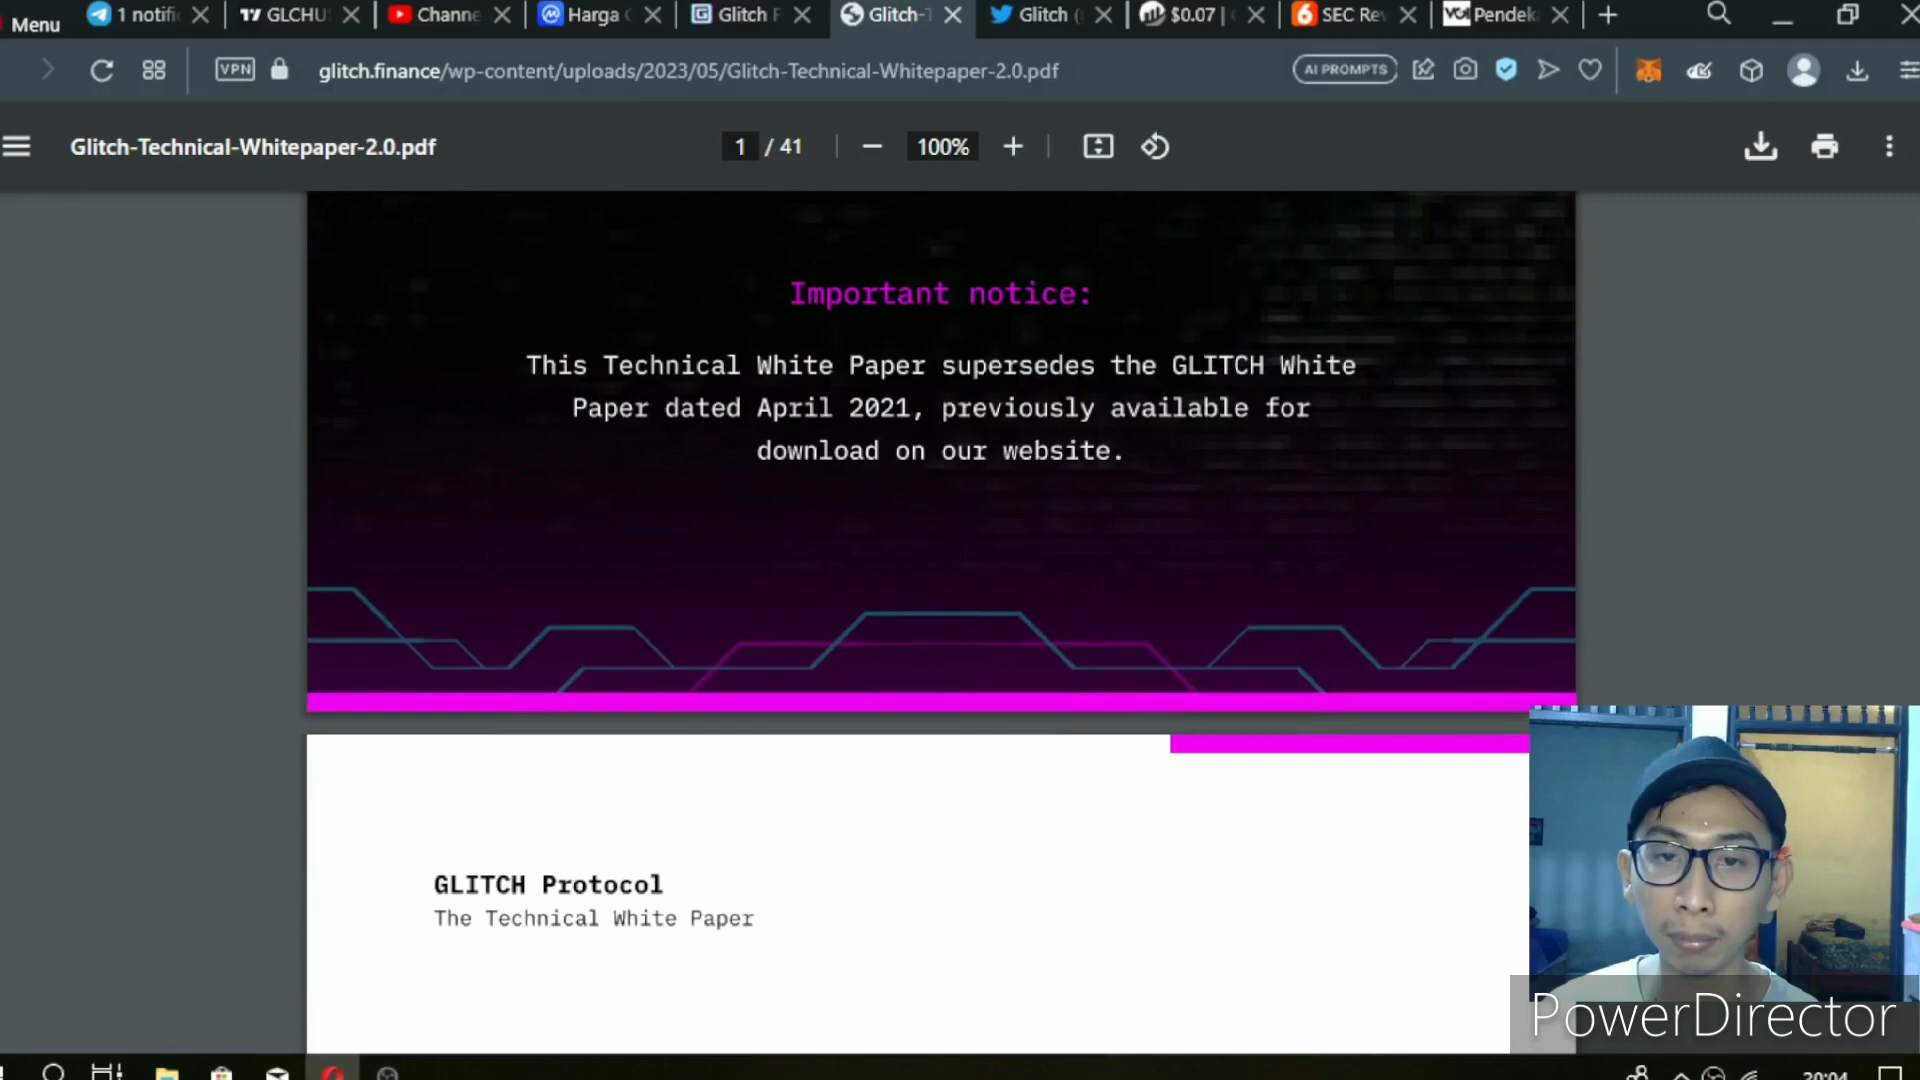 Menu
1 notifi
GLCHU
Channe
Harga
Glitch F
Glitch-
Glitch (
$0.07 |
SEC Re
Pendek
VPN
glitch.finance/wp-content/uploads/2023/05/Glitch-Technical-Whitepaper-2.0.pdf
AI PROMPTS
Glitch-Technical-Whitepaper-2.0.pdf
1 / 41
100%
Important notice:
This Technical White Paper supersedes the GLITCH White
Paper dated April 2021, previously available for
download on our website.
GLITCH Protocol
The Technical White Paper
PowerDirector
20:04